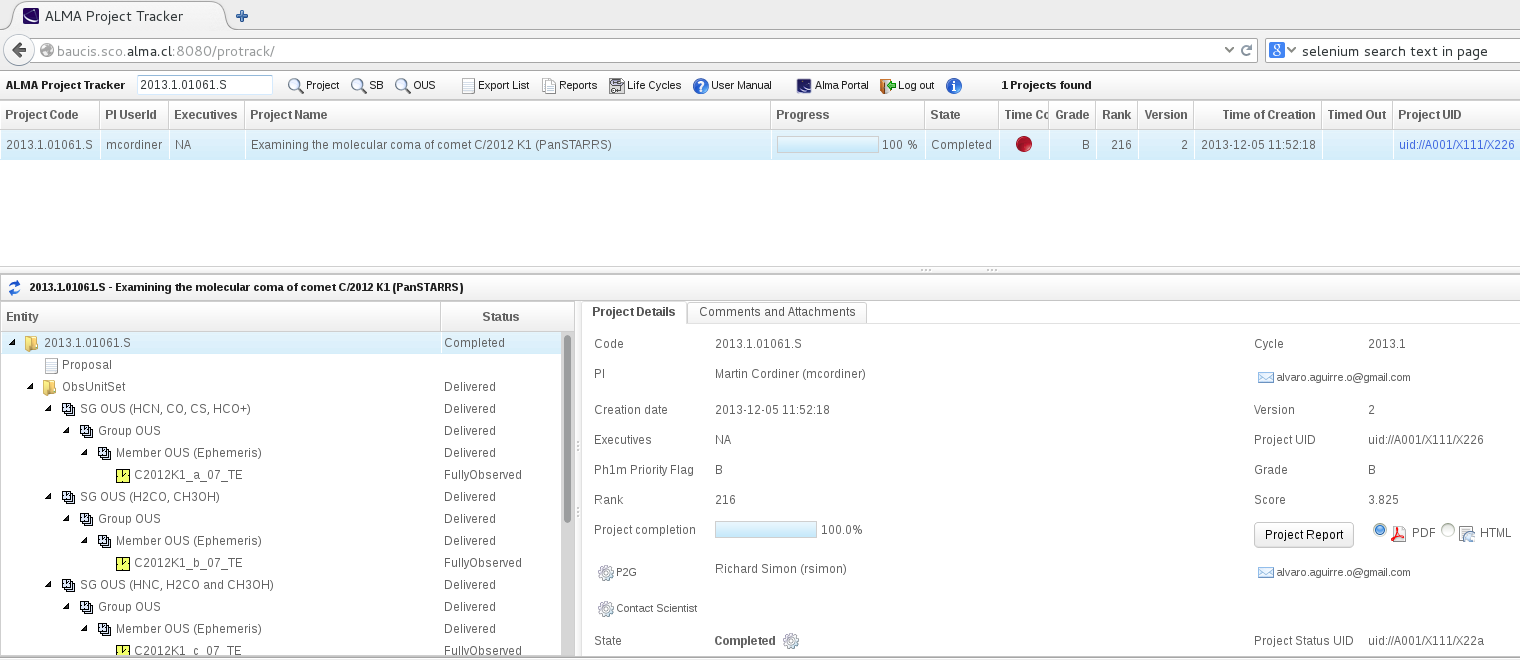 ALMA Project Tracker
baucis.sco.alma.cl:8080/protrack/
selenium search text in page
ALMA Project Tracker 2013.1.01061.S Project SB OUS Export List Reports Life Cycles User Manual Alma Portal Log out 1 Projects found
Project Code PI UserId Executives Project Name Progress State Time Co Grade Rank Version Time of Creation Timed Out Project UID
2013.1.01061.S mcordiner NA Examining the molecular coma of comet C/2012 K1 (PanSTARRS) 100 % Completed B 216 2 2013-12-05 11:52:18 uid://A001/X111/X226
2013.1.01061.S - Examining the molecular coma of comet C/2012 K1 (PanSTARRS)
Entity Status
2013.1.01061.S Completed
Proposal
ObsUnitSet Delivered
SG OUS (HCN, CO, CS, HCO+) Delivered
Group OUS Delivered
Member OUS (Ephemeris) Delivered
C2012K1_a_07_TE FullyObserved
SG OUS (H2CO, CH3OH) Delivered
Group OUS Delivered
Member OUS (Ephemeris) Delivered
C2012K1_b_07_TE FullyObserved
SG OUS (HNC, H2CO and CH3OH) Delivered
Group OUS Delivered
Member OUS (Ephemeris) Delivered
C2012K1_c_07_TE FullyObserved
Project Details Comments and Attachments
Code 2013.1.01061.S Cycle 2013.1
PI Martin Cordiner (mcordiner) alvaro.aguirre.o@gmail.com
Creation date 2013-12-05 11:52:18 Version 2
Executives NA Project UID uid://A001/X111/X226
Ph1m Priority Flag B Grade B
Rank 216 Score 3.825
Project completion 100.0% Project Report PDF HTML
P2G Richard Simon (rsimon) alvaro.aguirre.o@gmail.com
Contact Scientist
State Completed Project Status UID uid://A001/X111/X22a